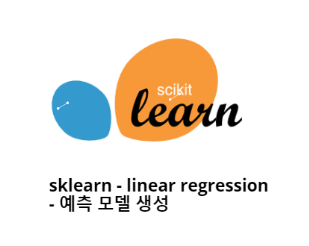 scikit
learn
sklearn - linear regression
- 예측 모델 생성